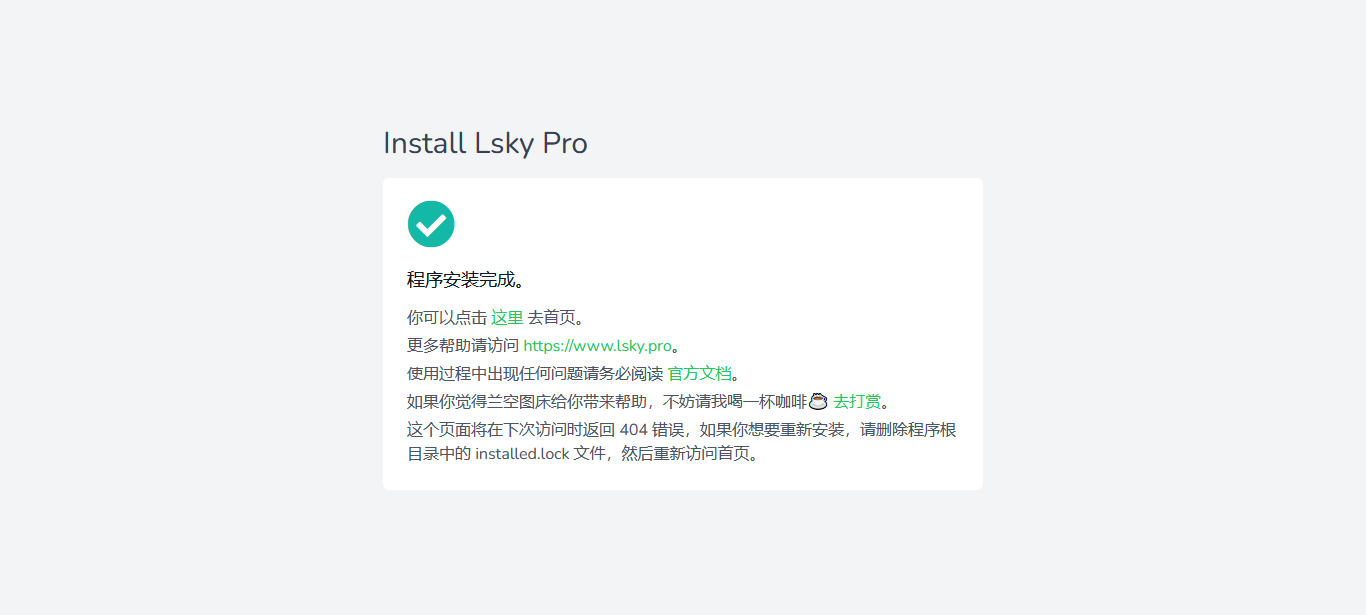 Install Lsky Pro
程序安装完成。
你可以点击 这里 去首页。
更多帮助请访问 https://www.lsky.pro。
使用过程中出现任何问题请务必阅读 官方文档。
如果你觉得兰空图床给你带来帮助，不妨请我喝一杯咖啡☕ 去打赏。
这个页面将在下次访问时返回 404 错误，如果你想要重新安装，请删除程序根
目录中的 installed.lock 文件，然后重新访问首页。